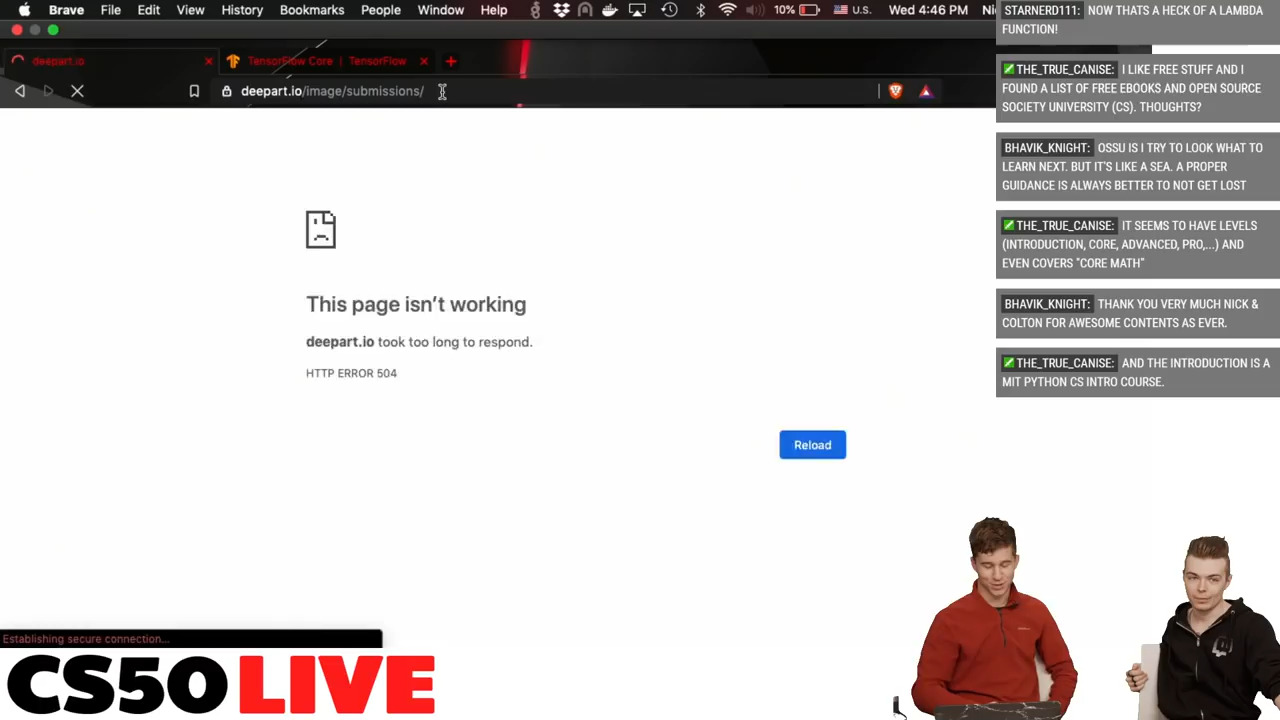 Brave File Edit View History Bookmarks People Window Help 10% U.S. Wed 4:46 PM
deepart.io TensorFlow Core | TensorFlow
deepart.io/image/submissions/
This page isn't working
deepart.io took too long to respond.
HTTP ERROR 504
Reload
Establishing secure connection...
CS50 LIVE
STARNERD111: NOW THATS A HECK OF A LAMBDA
FUNCTION!
THE_TRUE_CANISE: I LIKE FREE STUFF AND I
FOUND A LIST OF FREE EBOOKS AND OPEN SOURCE
SOCIETY UNIVERSITY (CS). THOUGHTS?
BHAVIK_KNIGHT: OSSU IS I TRY TO LOOK WHAT TO
LEARN NEXT. BUT IT'S LIKE A SEA. A PROPER
GUIDANCE IS ALWAYS BETTER TO NOT GET LOST
THE_TRUE_CANISE: IT SEEMS TO HAVE LEVELS
(INTRODUCTION, CORE, ADVANCED, PRO,...) AND
EVEN COVERS "CORE MATH"
BHAVIK_KNIGHT: THANK YOU VERY MUCH NICK &
COLTON FOR AWESOME CONTENTS AS EVER.
THE_TRUE_CANISE: AND THE INTRODUCTION IS A
MIT PYTHON CS INTRO COURSE.